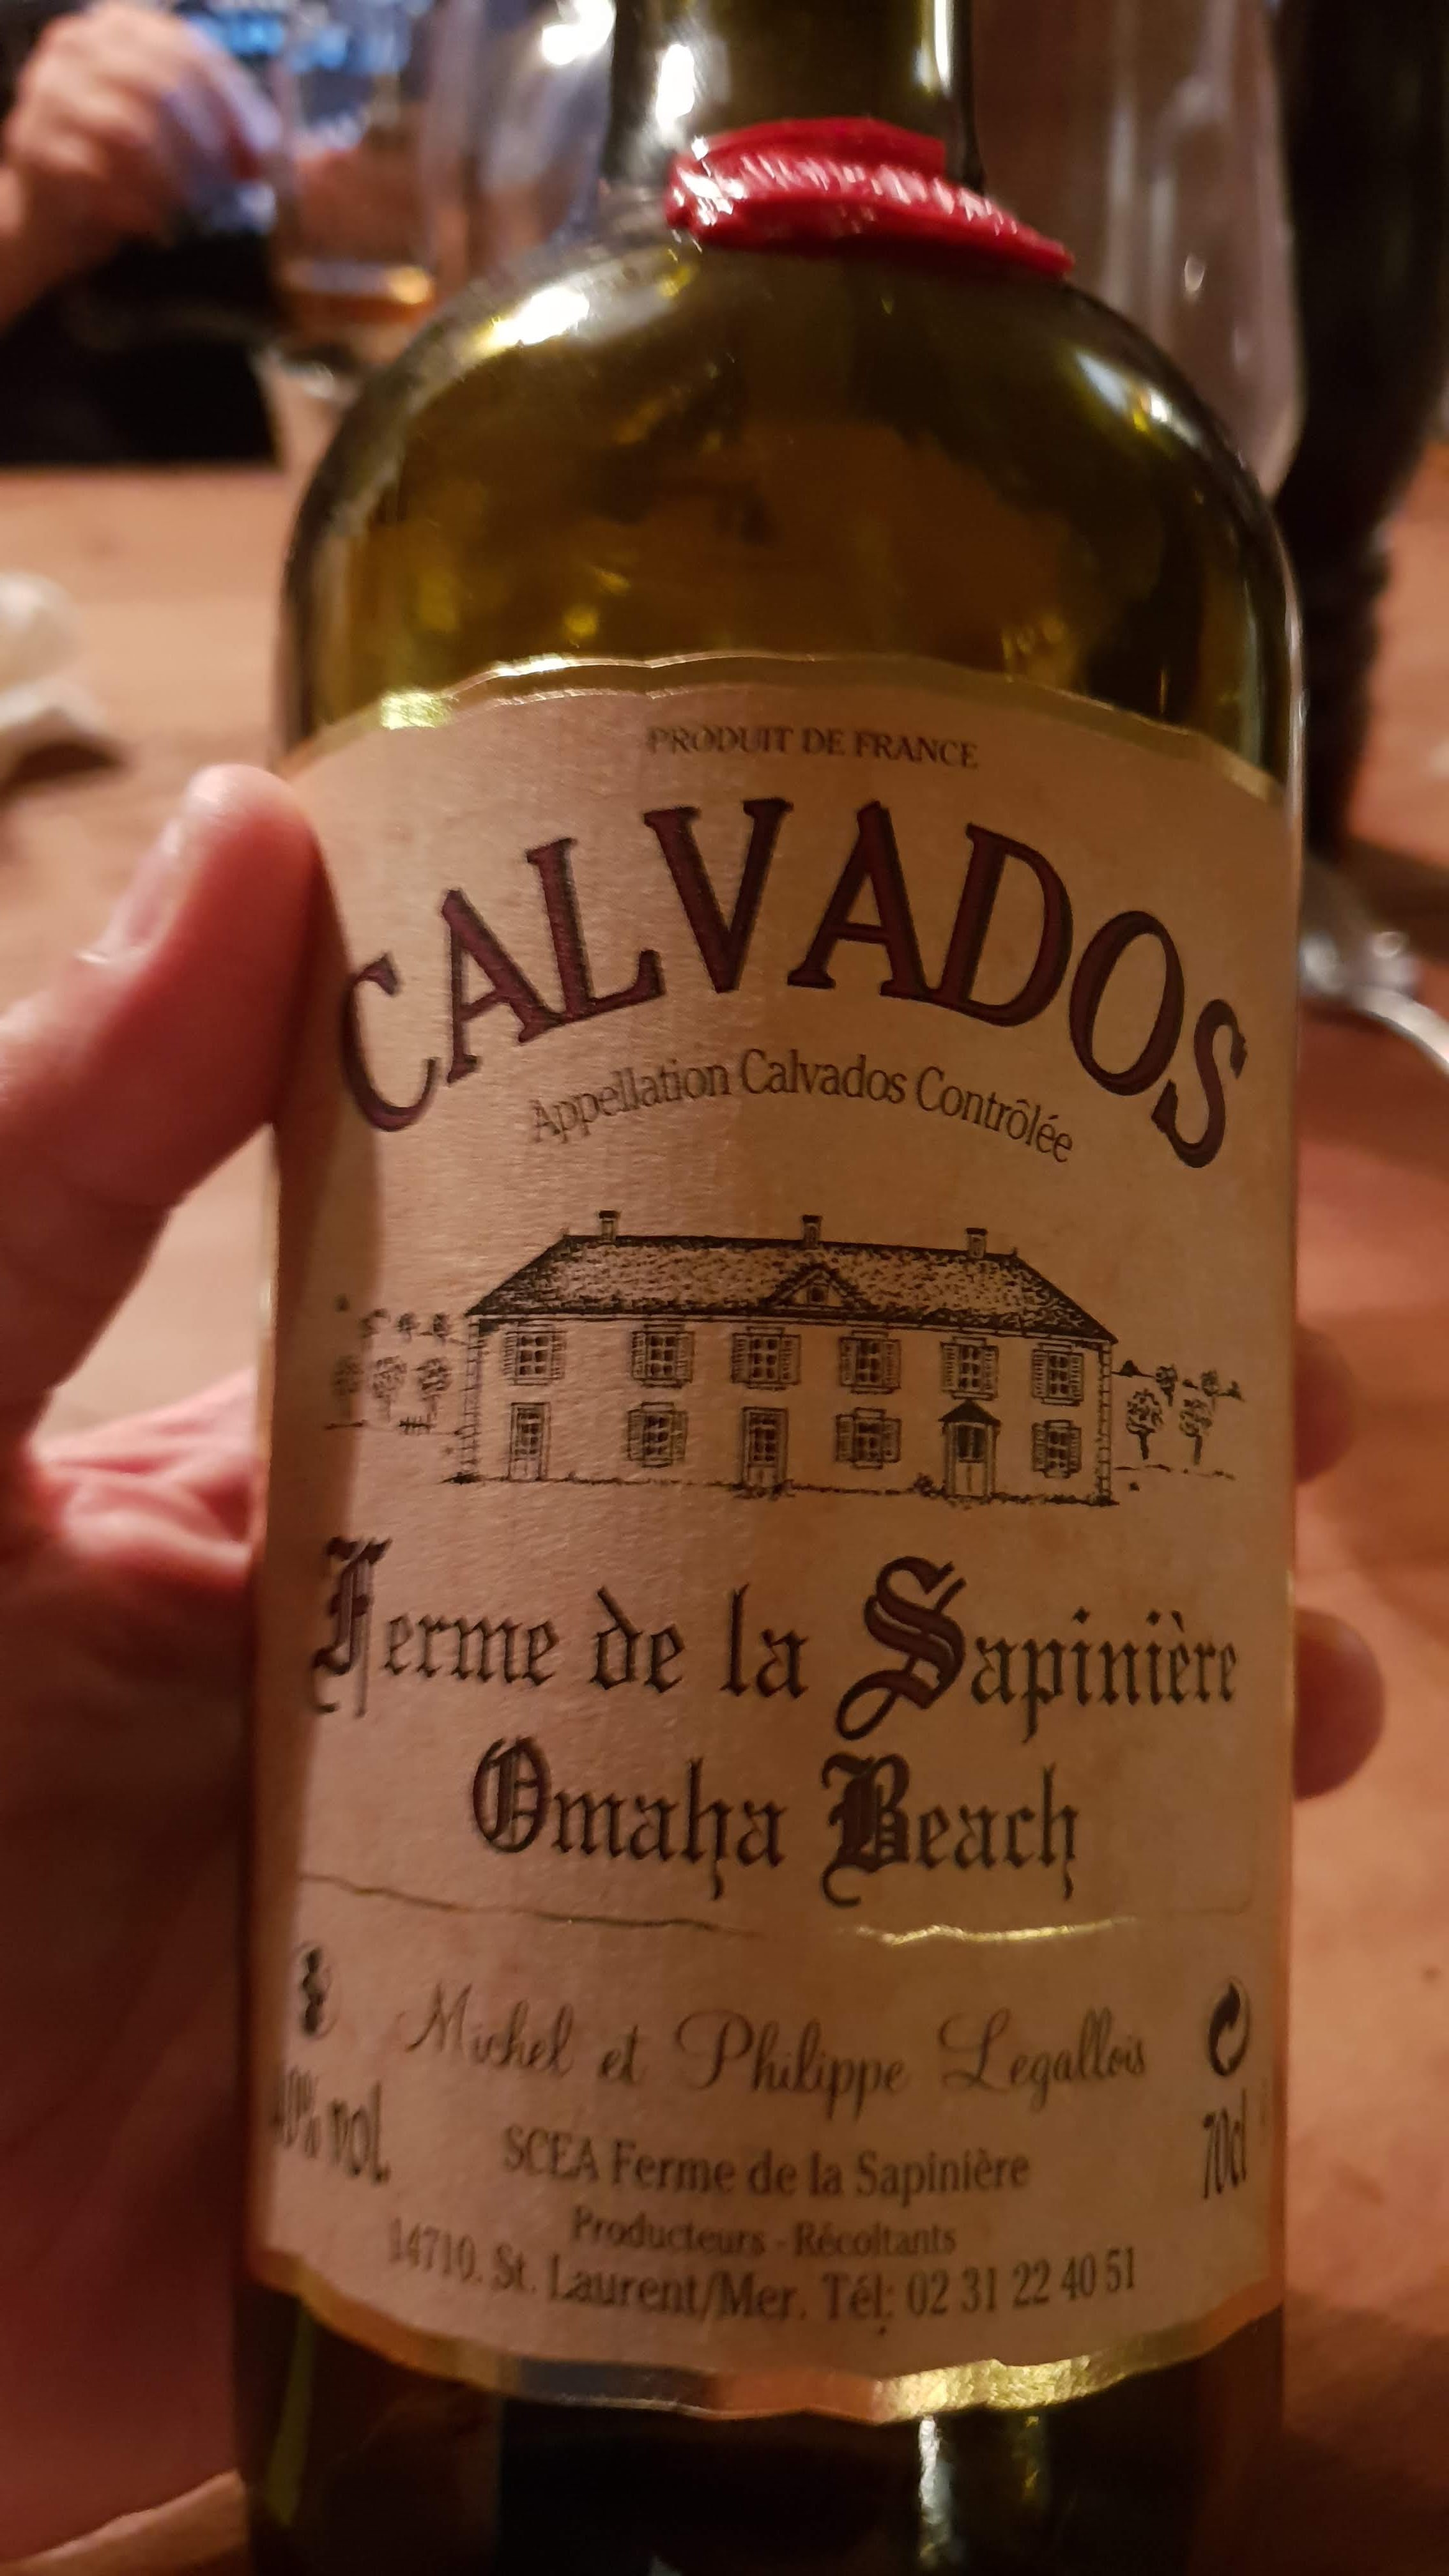 PRODUIT DE FRANCE
CALVADOS
Appellation Calvados Contrôlée
Ferme de la Sapinière
Omaha Beach
Michel et Philippe Legallois
40% vol.
70cl
SCEA Ferme de la Sapinière
Producteurs - Récoltants
14710. St. Laurent/Mer. Tél: 02 31 22 40 51